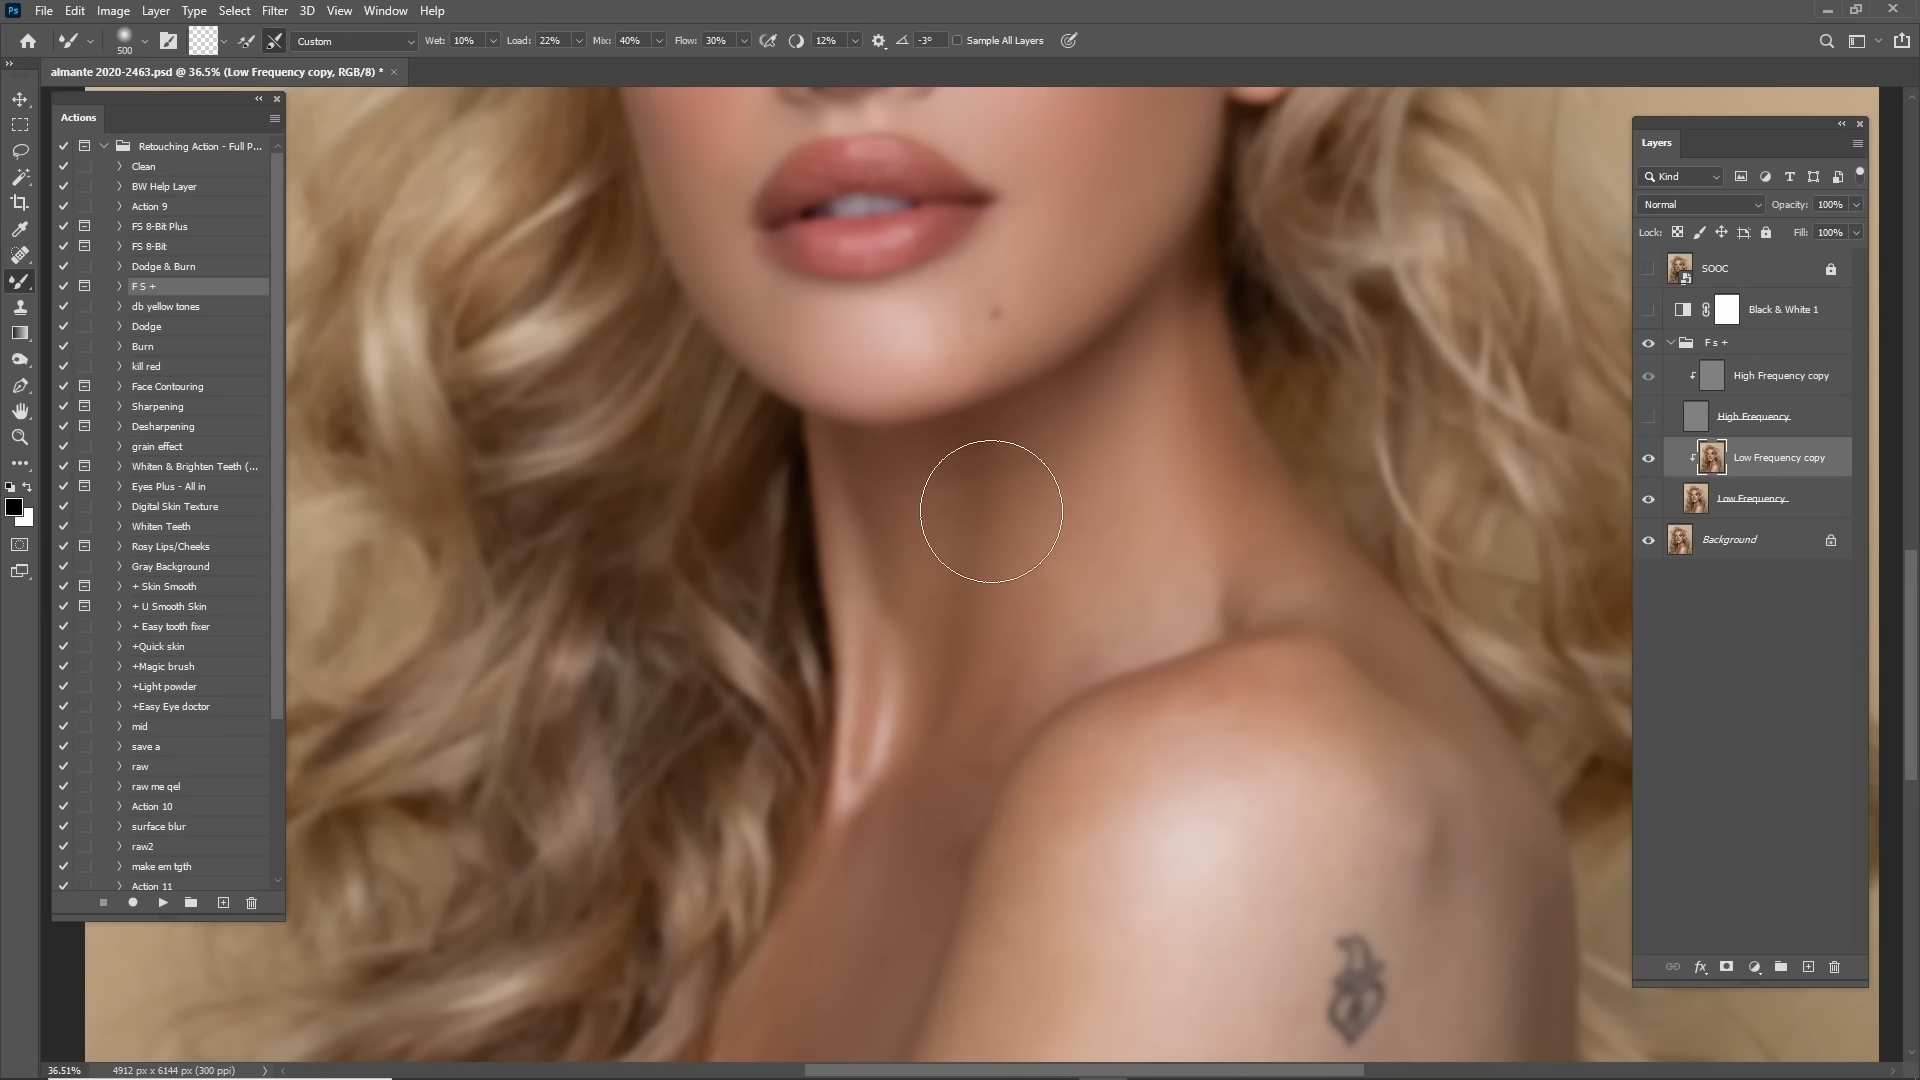 Ps File Edit Image Layer Type Select Filter 3D View Window Help
500 Custom Wet: 10% Load: 22% Mix: 40% Flow: 30% 12% -3° Sample All Layers
almante 2020-2463.psd @ 36.5% (Low Frequency copy, RGB/8) *
Actions
Retouching Action - Full P...
Clean
BW Help Layer
Action 9
FS 8-Bit Plus
FS 8-Bit
Dodge & Burn
F S +
db yellow tones
Dodge
Burn
kill red
Face Contouring
Sharpening
Desharpening
grain effect
Whiten & Brighten Teeth (...
Eyes Plus - All in
Digital Skin Texture
Whiten Teeth
Rosy Lips/Cheeks
Gray Background
+ Skin Smooth
+ U Smooth Skin
+ Easy tooth fixer
+Quick skin
+Magic brush
+Light powder
+Easy Eye doctor
mid
save a
raw
raw me qel
Action 10
surface blur
raw2
make em tgth
Action 11
Layers
Kind
Normal Opacity: 100%
Lock: Fill: 100%
SOOC
Black & White 1
F s +
High Frequency copy
High Frequency
Low Frequency copy
Low Frequency
Background
36.51% 4912 px x 6144 px (300 ppi)